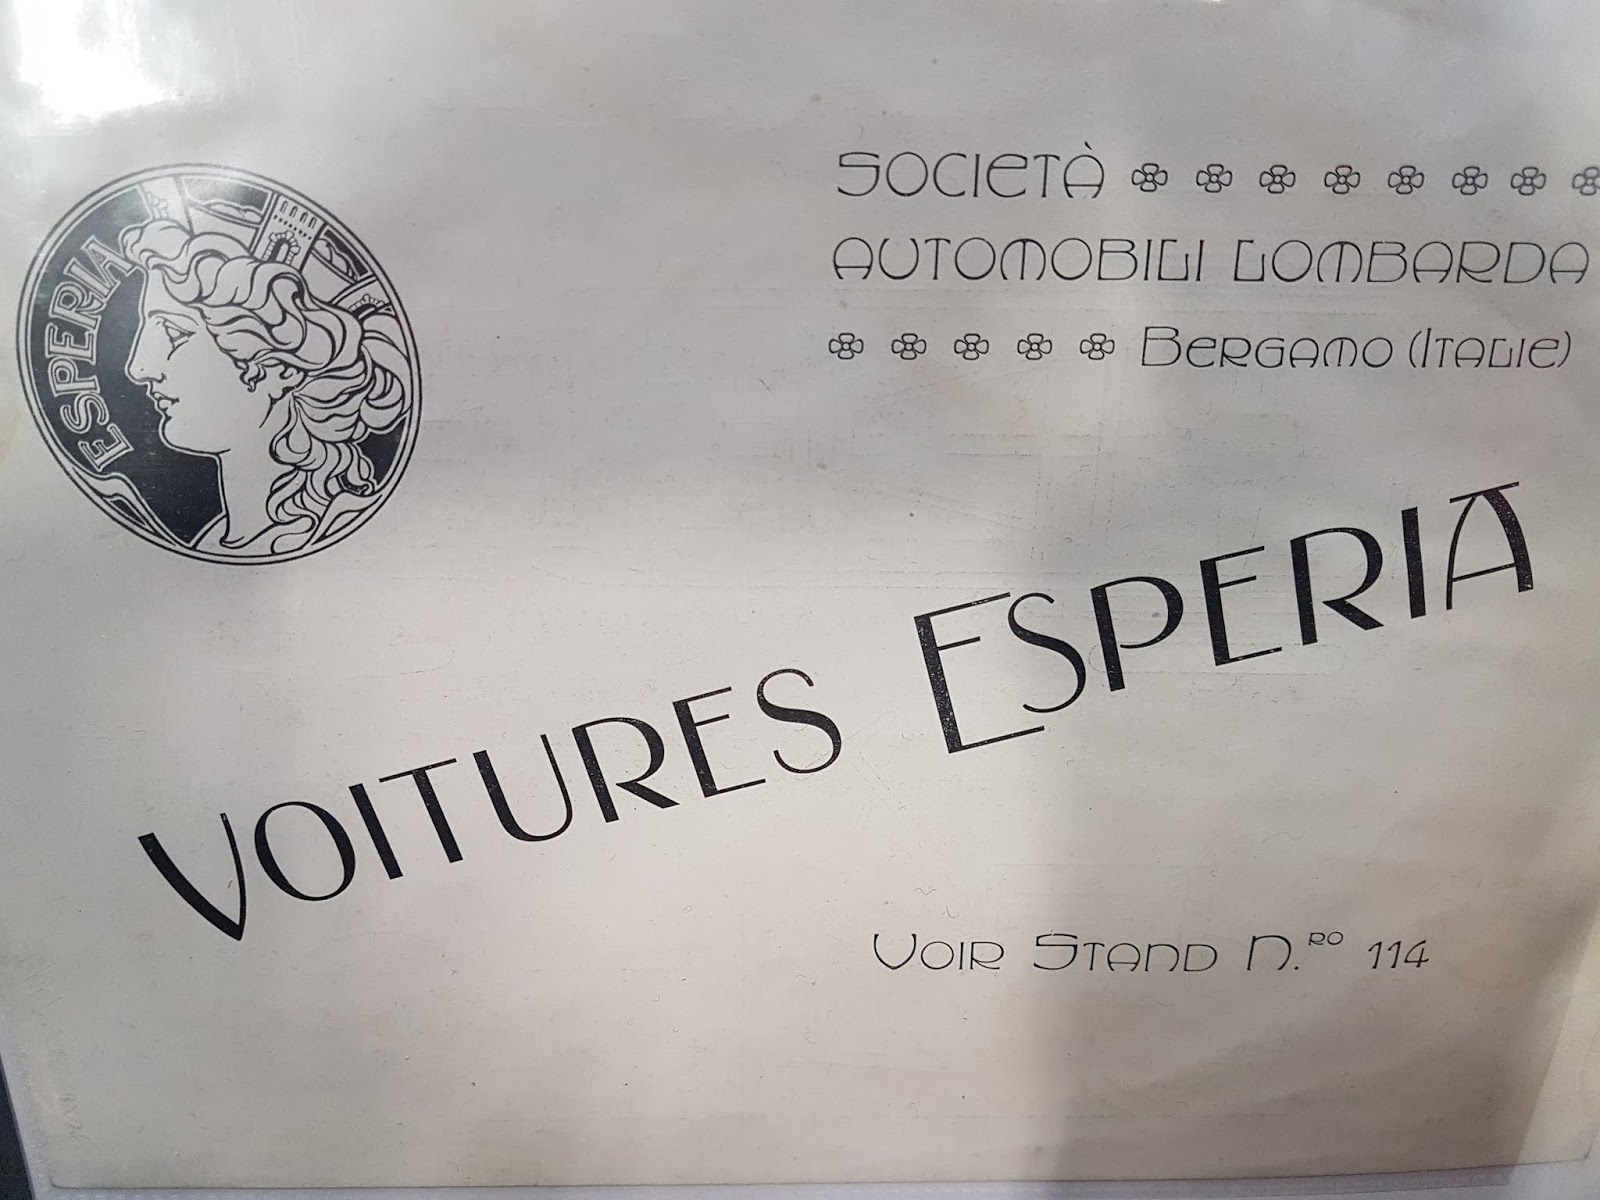 ESPERIA
SOCIETÀ
AUTOMOBILI LOMBARDA
BERGAMO (ITALIE)
VOITURES ESPERIA
VOIR STAND N.RO 114